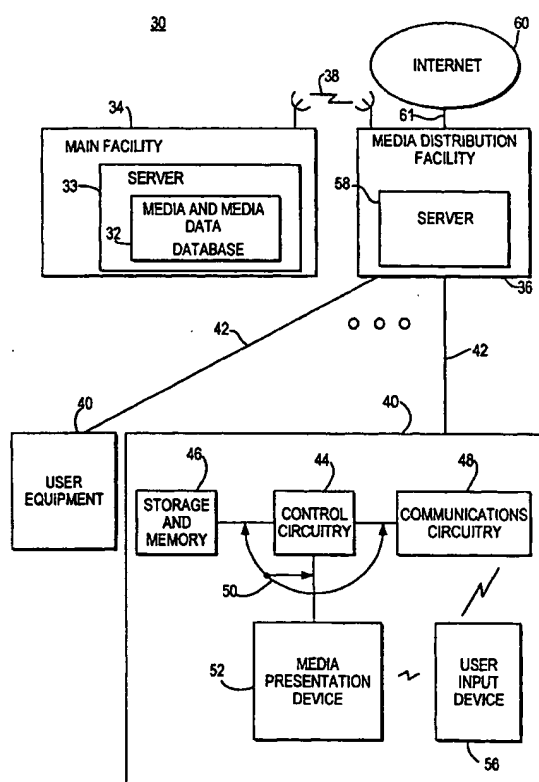 30
60
INTERNET
38
61
34
MAIN FACILITY
33
SERVER
32
MEDIA AND MEDIA
DATA
DATABASE
MEDIA DISTRIBUTION
FACILITY
58
SERVER
36
42
42
40
USER
EQUIPMENT
40
46
STORAGE AND
MEMORY
44
CONTROL
CIRCUITRY
48
COMMUNICATIONS
CIRCUITRY
50
52
MEDIA
PRESENTATION
DEVICE
USER
INPUT
DEVICE
56